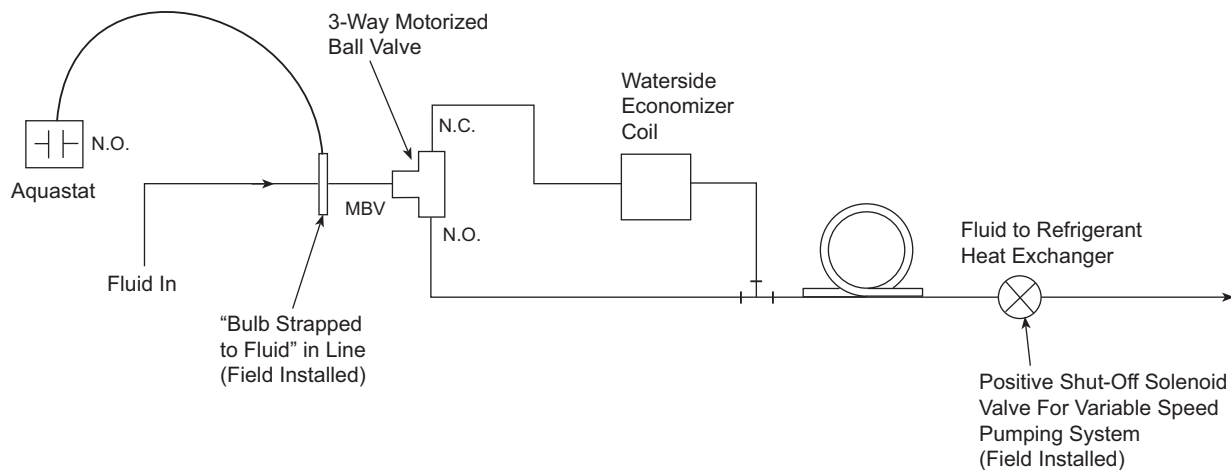 3-Way Motorized
Ball Valve
N.O.
Aquastat
Fluid In
"Bulb Strapped
to Fluid" in Line
(Field Installed)
MBV
N.C.
N.O.
Waterside
Economizer
Coil
Fluid to Refrigerant
Heat Exchanger
Positive Shut-Off Solenoid
Valve For Variable Speed
Pumping System
(Field Installed)